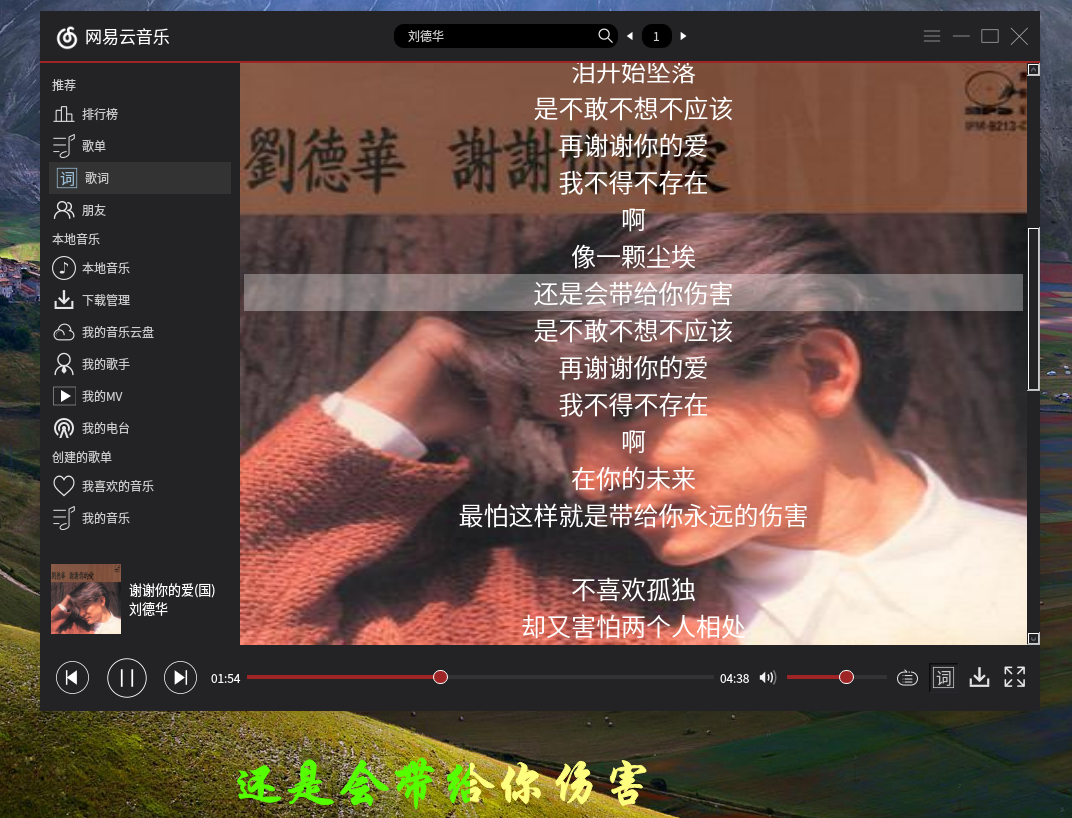 网易云音乐
刘德华
1
推荐
排行榜
歌单
词 歌词
朋友
本地音乐
本地音乐
下载管理
我的音乐云盘
我的歌手
我的MV
我的电台
创建的歌单
我喜欢的音乐
我的音乐
谢谢你的爱(国)
刘德华
劉德華 謝謝你的愛
泪开始坠落
是不敢不想不应该
再谢谢你的爱
我不得不存在
啊
像一颗尘埃
还是会带给你伤害
是不敢不想不应该
再谢谢你的爱
我不得不存在
啊
在你的未来
最怕这样就是带给你永远的伤害
不喜欢孤独
却又害怕两个人相处
01:54
04:38
词
还是会带给你伤害